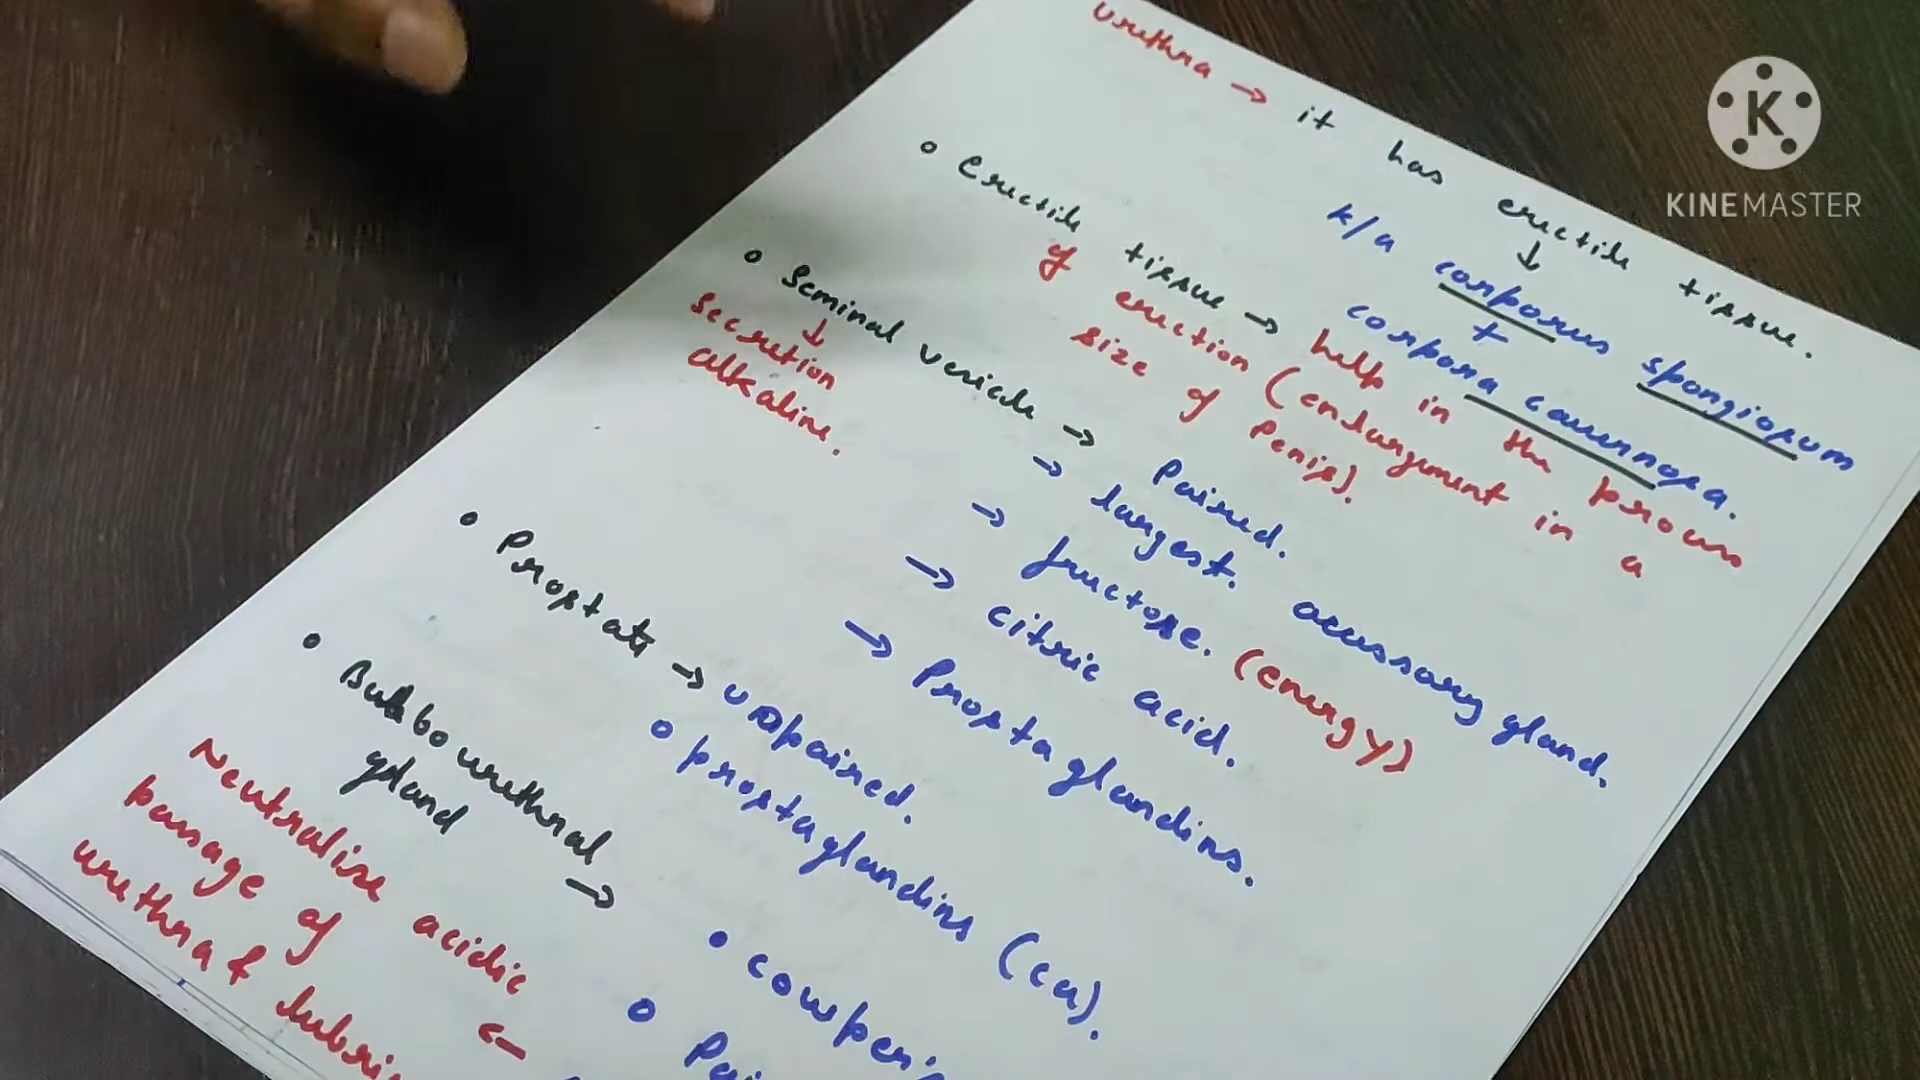 urethra → it has erectile tissue.
↓
k/a corporus spongiosum
+
corpora cavernosa.
• Erectile tissue → help in the process
of erection (enlargement in a
size of Penis).
• Seminal vesicle → Paired.
↓
secretion
alkaline.
→ largest accessory gland.
→ fructose. (energy)
→ citric acid.
→ Prostaglandins.
• Prostate → unpaired.
• prostaglandins (ca).
• Bulbourethral
gland →
• cowper's
• Pai
Neutralise acidic ←
passage of
urethra & lubri
K
KINEMASTER